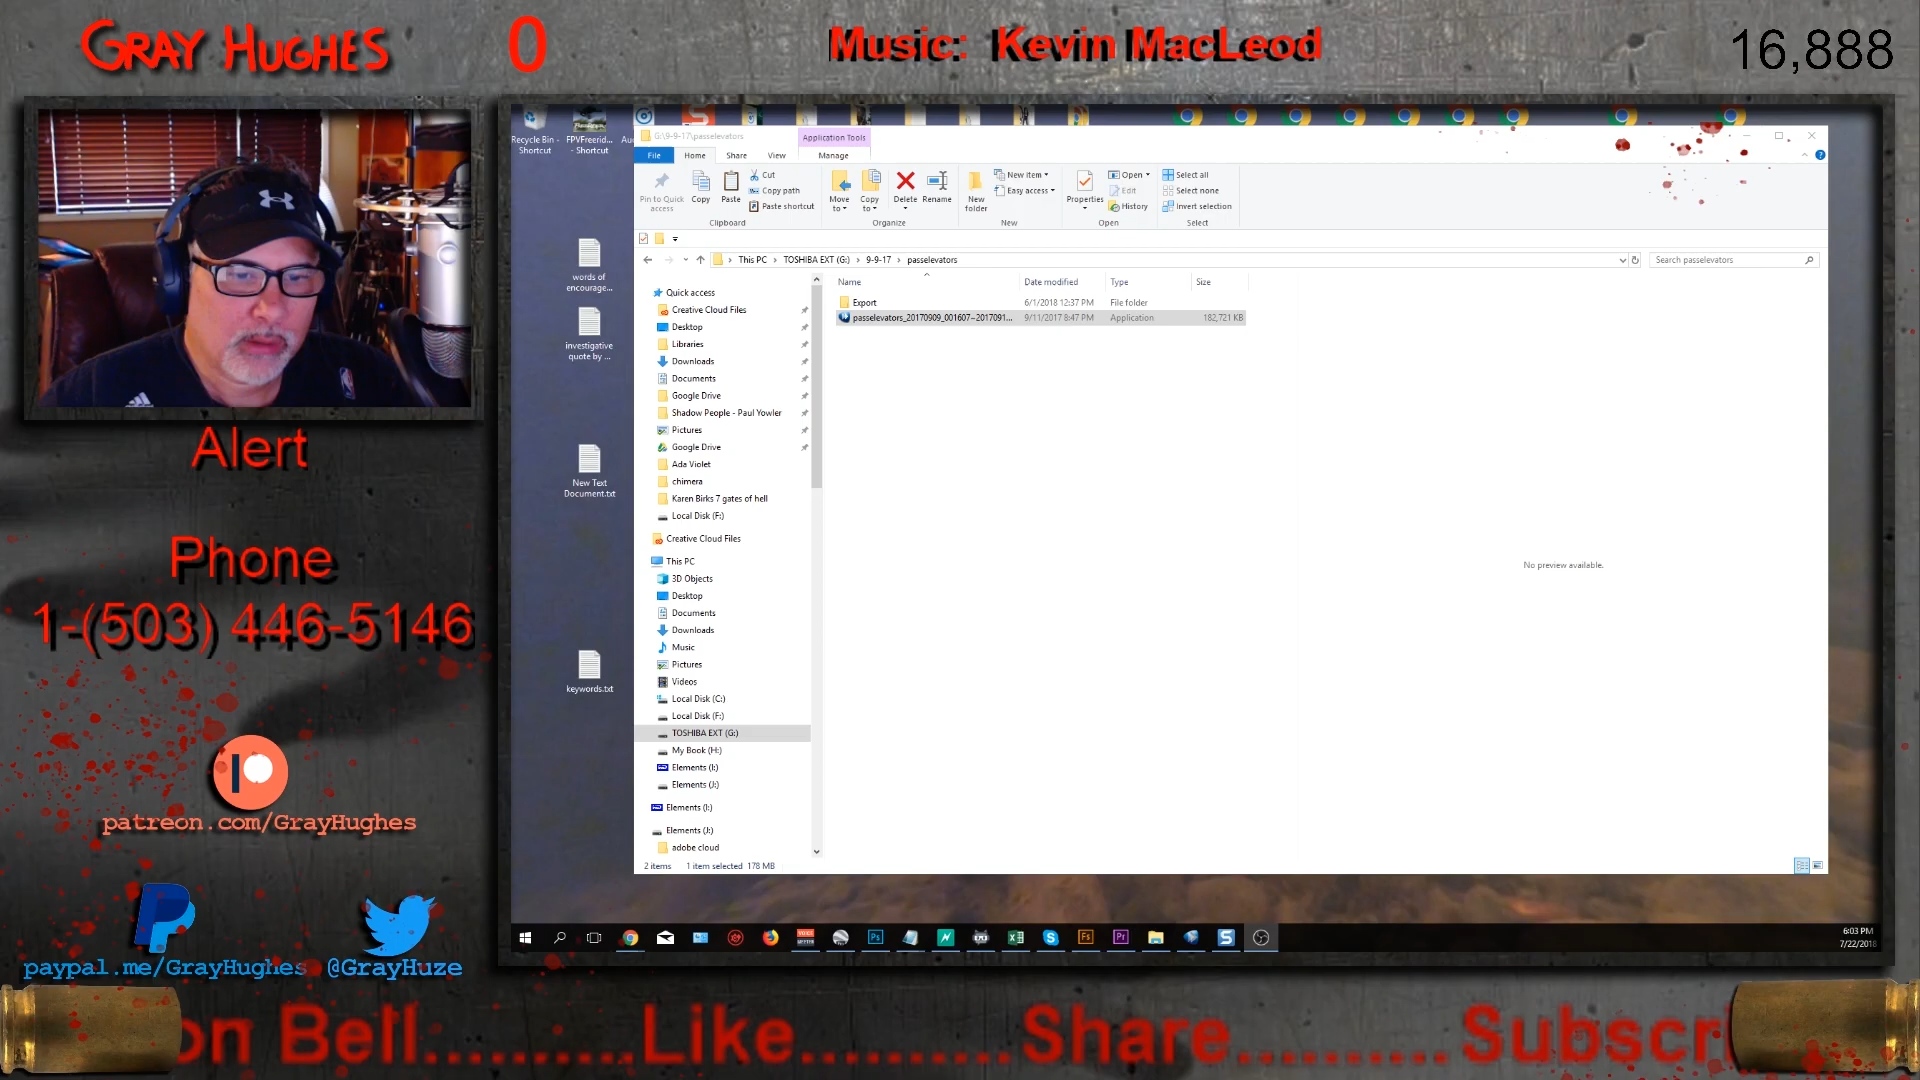 GRAY HUGHES
0
Music: Kevin MacLeod
16,888
Recycle Bin - Shortcut
FPVFreerid... - Shortcut
Au
words of encourage...
investigative quote by ...
New Text Document.txt
keywords.txt
G:\9-9-17\passelevators
Application Tools
File
Home
Share
View
Manage
Pin to Quick access
Copy
Paste
Cut
Copy path
Paste shortcut
Clipboard
Move to
Copy to
Delete
Rename
Organize
New folder
New item
Easy access
New
Properties
Open
Edit
History
Open
Select all
Select none
Invert selection
Select
This PC > TOSHIBA EXT (G:) > 9-9-17 > passelevators
Search passelevators
Name
Date modified
Type
Size
Export
6/1/2018 12:37 PM
File folder
passelevators_20170909_001607~2017091...
9/11/2017 8:47 PM
Application
182,721 KB
Quick access
Creative Cloud Files
Desktop
Libraries
Downloads
Documents
Google Drive
Shadow People - Paul Yowler
Pictures
Google Drive
Ada Violet
chimera
Karen Birks 7 gates of hell
Local Disk (F:)
Creative Cloud Files
This PC
3D Objects
Desktop
Documents
Downloads
Music
Pictures
Videos
Local Disk (C:)
Local Disk (F:)
TOSHIBA EXT (G:)
My Book (H:)
Elements (I:)
Elements (J:)
Elements (I:)
Elements (J:)
adobe cloud
No preview available.
2 items
1 item selected 178 MB
6:03 PM
7/22/2018
Alert
Phone
1-(503) 446-5146
patreon.com/GrayHughes
paypal.me/GrayHughes
@GrayHuze
on Bell.........Like..........Share..........Subscr